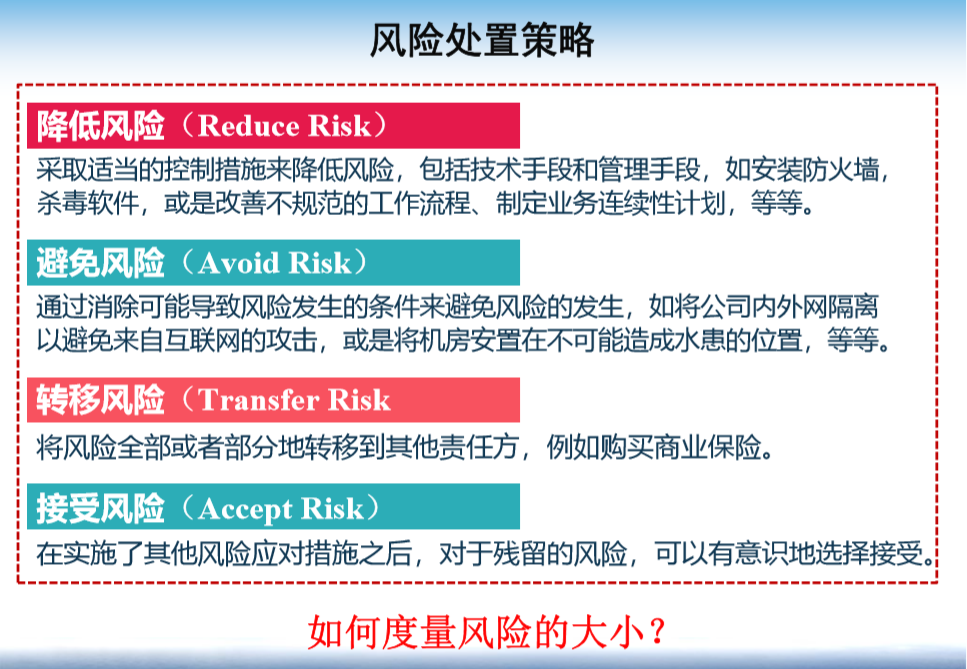 风险处置策略
降低风险（Reduce Risk）
采取适当的控制措施来降低风险，包括技术手段和管理手段，如安装防火墙，
杀毒软件，或是改善不规范的工作流程、制定业务连续性计划，等等。
避免风险（Avoid Risk）
通过消除可能导致风险发生的条件来避免风险的发生，如将公司内外网隔离
以避免来自互联网的攻击，或是将机房安置在不可能造成水患的位置，等等。
转移风险（Transfer Risk
将风险全部或者部分地转移到其他责任方，例如购买商业保险。
接受风险（Accept Risk）
在实施了其他风险应对措施之后，对于残留的风险，可以有意识地选择接受。
如何度量风险的大小？